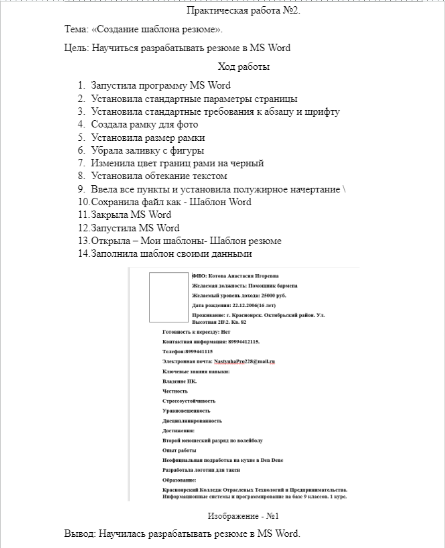 Практическая работа №2.
Тема: «Создание шаблона резюме».
Цель: Научиться разрабатывать резюме в MS Word
Ход работы
1. Запустила программу MS Word
2. Установила стандартные параметры страницы
3. Установила стандартные требования к абзацу и шрифту
4. Создала рамку для фото
5. Установила размер рамки
6. Убрала заливку с фигуры
7. Изменила цвет границ рами на черный
8. Установила обтекание текстом
9. Ввела все пункты и установила полужирное начертание \
10.Сохранила файл как - Шаблон Word
11.Закрыла MS Word
12.Запустила MS Word
13.Открыла – Мои шаблоны- Шаблон резюме
14.Заполнила шаблон своими данными
ФИО: Котова Анастасия Игоревна
Желаемая должность: Помощник бармена
Желаемый уровень дохода: 25000 руб.
Дата рождения: 22.12.2006(16 лет)
Проживание: г. Красноярск. Октябрьский район. Ул.
Высотная 2И/2. Кв. 82
Готовность к переезду: Нет
Контактная информация: 89994412115.
Телефон:
Электронная почта: NastyuhaPro228@mail.ru
Ключевые знания навыки:
Владение ПК.
Честность
Стрессоустойчивость
Уравновешенность
Дисциплинированность
Достижения:
Второй юношеский разряд по волейболу
Опыт работы
Неофициальная подработка на кухне в Den Dens
Разработала логотип для такси
Образование:
Красноярский Колледж Отраслевых Технологий и Предпринимательства.
Информационные системы и программирование на базе 9 классов. 1 курс.
Изображение - №1
Вывод: Научилась разрабатывать резюме в MS Word.